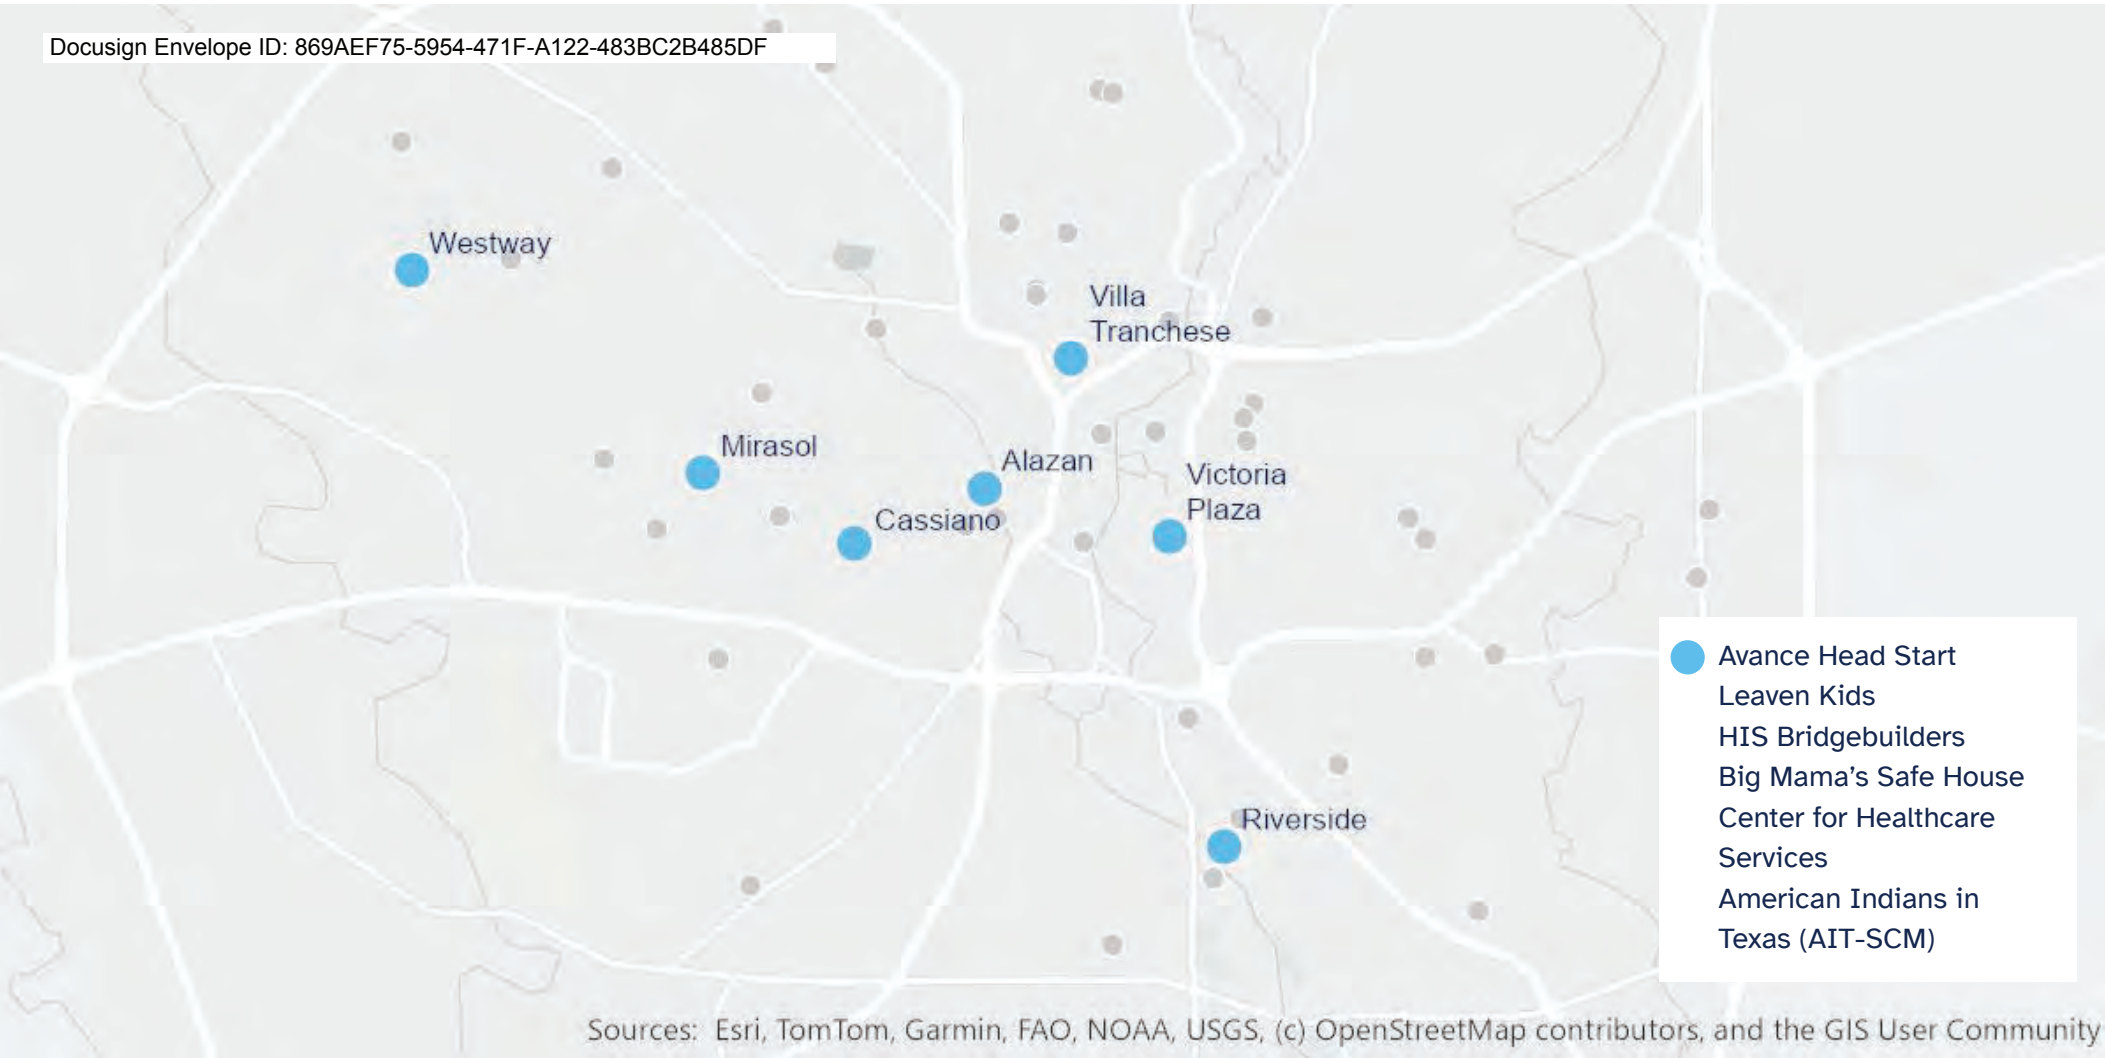 Docusign Envelope ID: 869AEF75-5954-471F-A122-483BC2B485DF
Westway
Villa
Tranchese
Mirasol
Alazan
Victoria
Plaza
Cassiano
Riverside
Avance Head Start
Leaven Kids
HIS Bridgebuilders
Big Mama’s Safe House
Center for Healthcare
Services
American Indians in
Texas (AIT-SCM)
Sources: Esri, TomTom, Garmin, FAO, NOAA, USGS, (c) OpenStreetMap contributors, and the GIS User Community